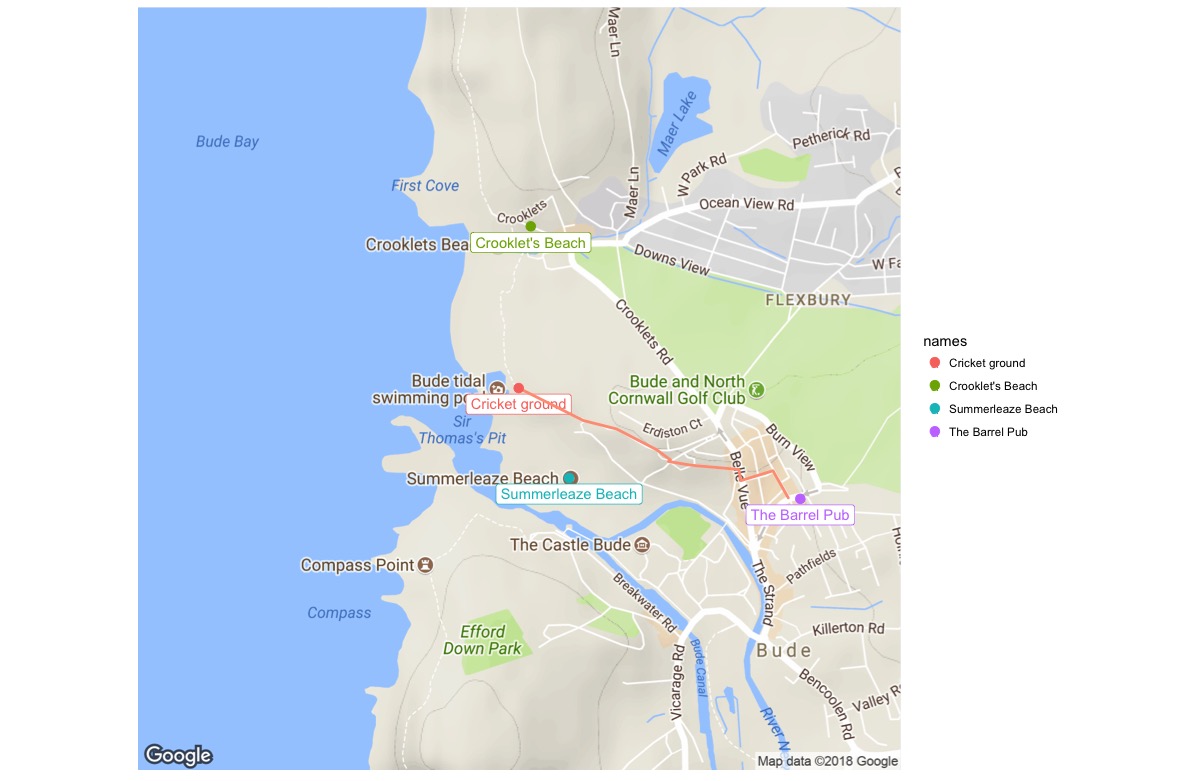 Maer Ln
Maer Lake
Petherick Rd
Bude Bay
W Park Rd
First Cove
Maer Ln
Ocean View Rd
Crooklets
Crooklets Bea
Crooklet's Beach
Downs View
W Fa
FLEXBURY
Crooklets Rd
names
Cricket ground
Crooklet's Beach
Summerleaze Beach
The Barrel Pub
Bude tidal
swimming po
Cricket ground
Bude and North
Cornwall Golf Club
Sir
Thomas's Pit
Erdiston Ct
Burn View
Belle Vue
Summerleaze Beach
Summerleaze Beach
The Barrel Pub
The Castle Bude
Compass Point
Pathfields
Breakwater Rd
The Strand
Compass
Efford
Down Park
Killerton Rd
Bude
Bude Canal
Vicarage Rd
Bencoolen Rd
Valley R
River N
Google
Map data ©2018 Google